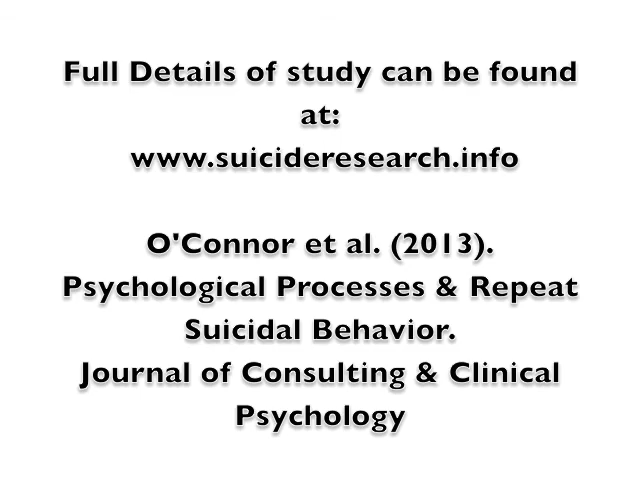 Full Details of study can be found
at:
www.suicideresearch.info
O'Connor et al. (2013).
Psychological Processes & Repeat
Suicidal Behavior.
Journal of Consulting & Clinical
Psychology